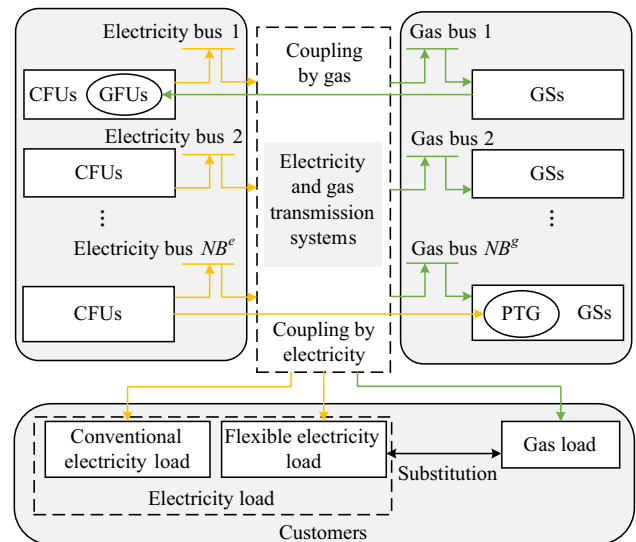 Electricity bus 1
CFUs
GFUs
Electricity bus 2
CFUs
⋮
Electricity bus NB^e
CFUs
Coupling
by gas
Electricity
and gas
transmission
systems
Coupling by
electricity
Gas bus 1
GSs
Gas bus 2
GSs
⋮
Gas bus NB^g
PTG
GSs
Conventional
electricity load
Flexible electricity
load
Electricity load
Substitution
Gas load
Customers